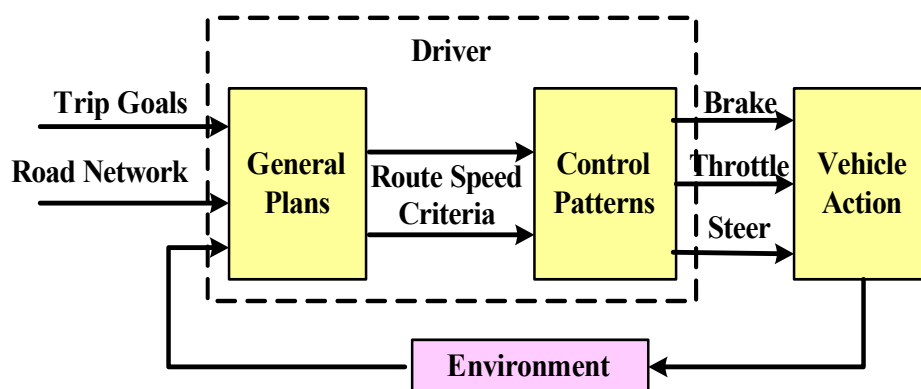 Driver
Trip Goals
Road Network
General
Plans
Route Speed
Criteria
Control
Patterns
Brake
Throttle
Steer
Vehicle
Action
Environment